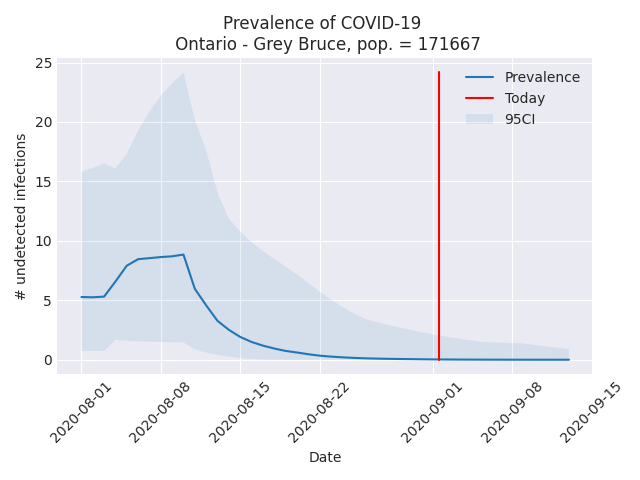 Prevalence of COVID-19
Ontario - Grey Bruce, pop. = 171667
# undetected infections
25
20
15
10
5
0
Prevalence
Today
95CI
2020-08-01
2020-08-08
2020-08-15
2020-08-22
2020-09-01
2020-09-08
2020-09-15
Date